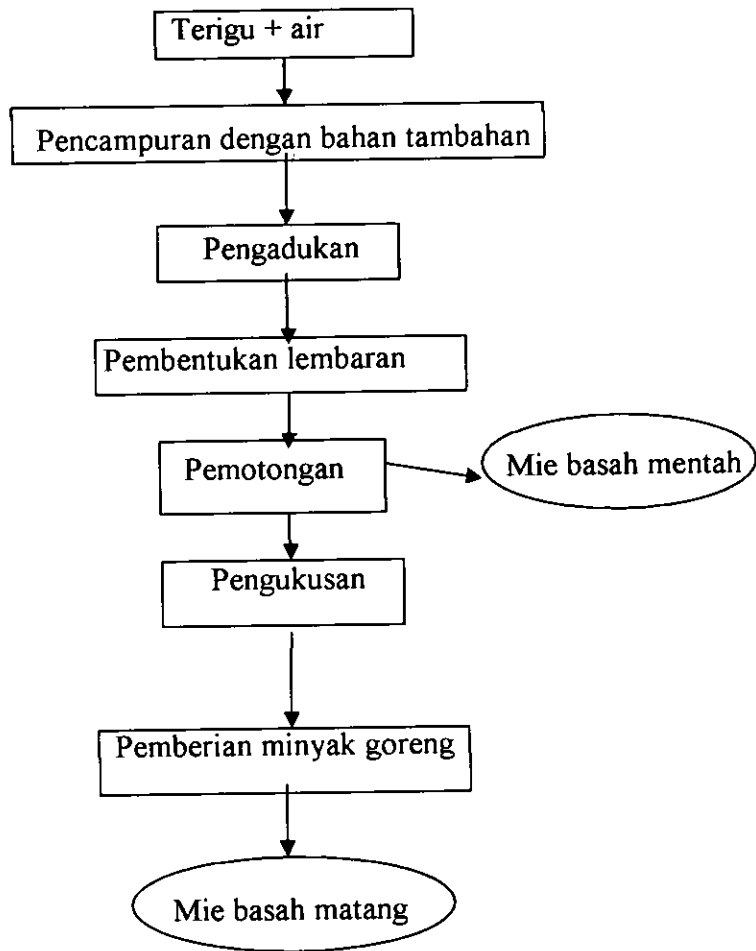 Terigu + air
Pencampuran dengan bahan tambahan
Pengadukan
Pembentukan lembaran
Pemotongan
Mie basah mentah
Pengukusan
Pemberian minyak goreng
Mie basah matang